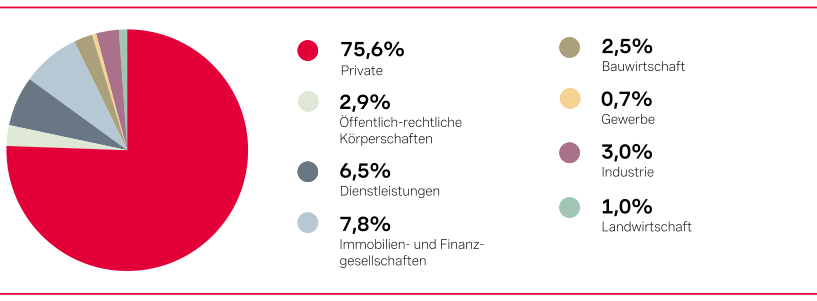 75,6%
Private
2,9%
Öffentlich-rechtliche
Körperschaften
6,5%
Dienstleistungen
7,8%
Immobilien- und Finanz-
gesellschaften
2,5%
Bauwirtschaft
0,7%
Gewerbe
3,0%
Industrie
1,0%
Landwirtschaft